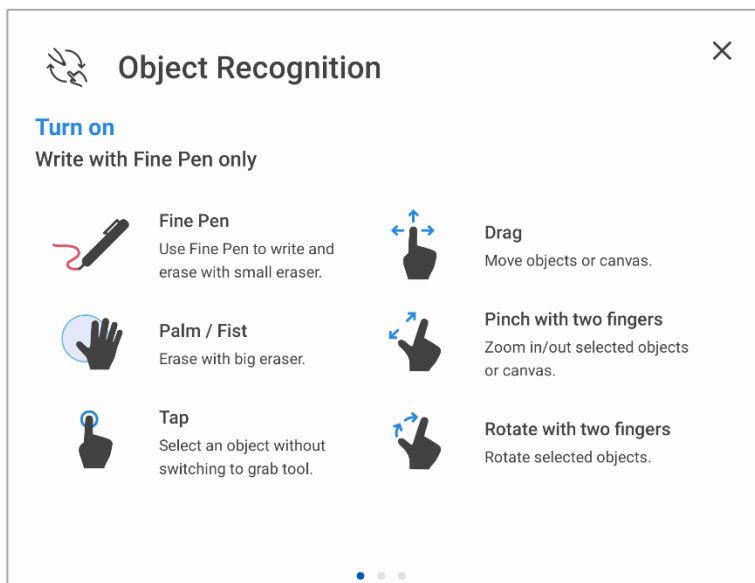 Object Recognition
Turn on
Write with Fine Pen only
Fine Pen
Use Fine Pen to write and
erase with small eraser.
Palm / Fist
Erase with big eraser.
Tap
Select an object without
switching to grab tool.
Drag
Move objects or canvas.
Pinch with two fingers
Zoom in/out selected objects
or canvas.
Rotate with two fingers
Rotate selected objects.